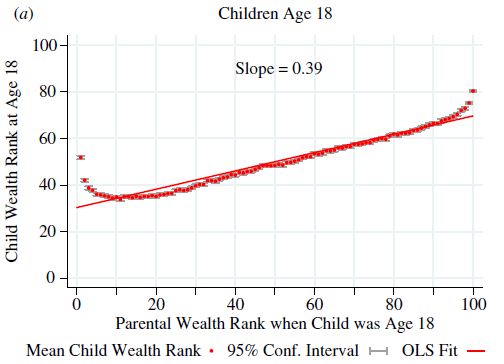 (a) Children Age 18
Slope = 0.39
Child Wealth Rank at Age 18
100
80
60
40
20
0
0 20 40 60 80 100
Parental Wealth Rank when Child was Age 18
Mean Child Wealth Rank 95% Conf. Interval OLS Fit